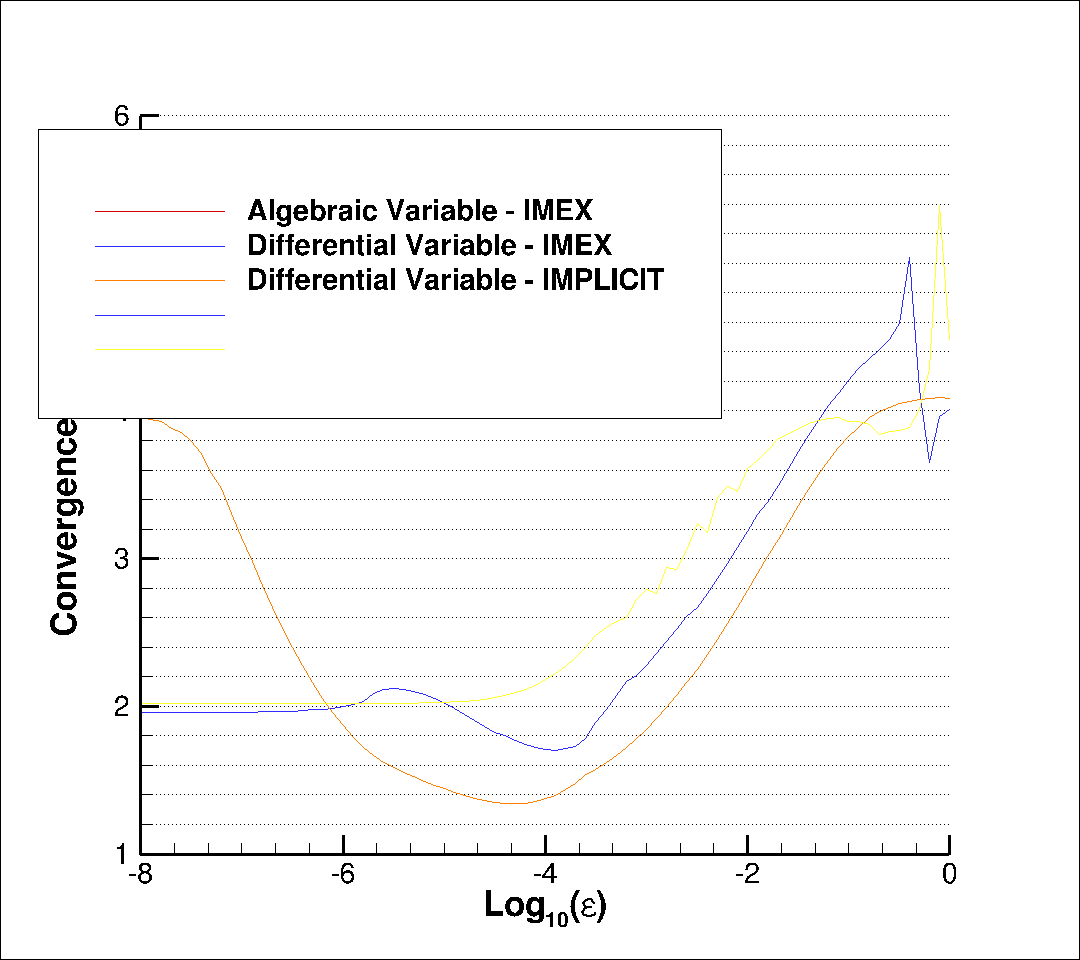 6
Algebraic Variable - IMEX
Differential Variable - IMEX
Differential Variable - IMPLICIT
Convergence
3
2
1
-8 -6 -4 -2 0
Log10(ε)